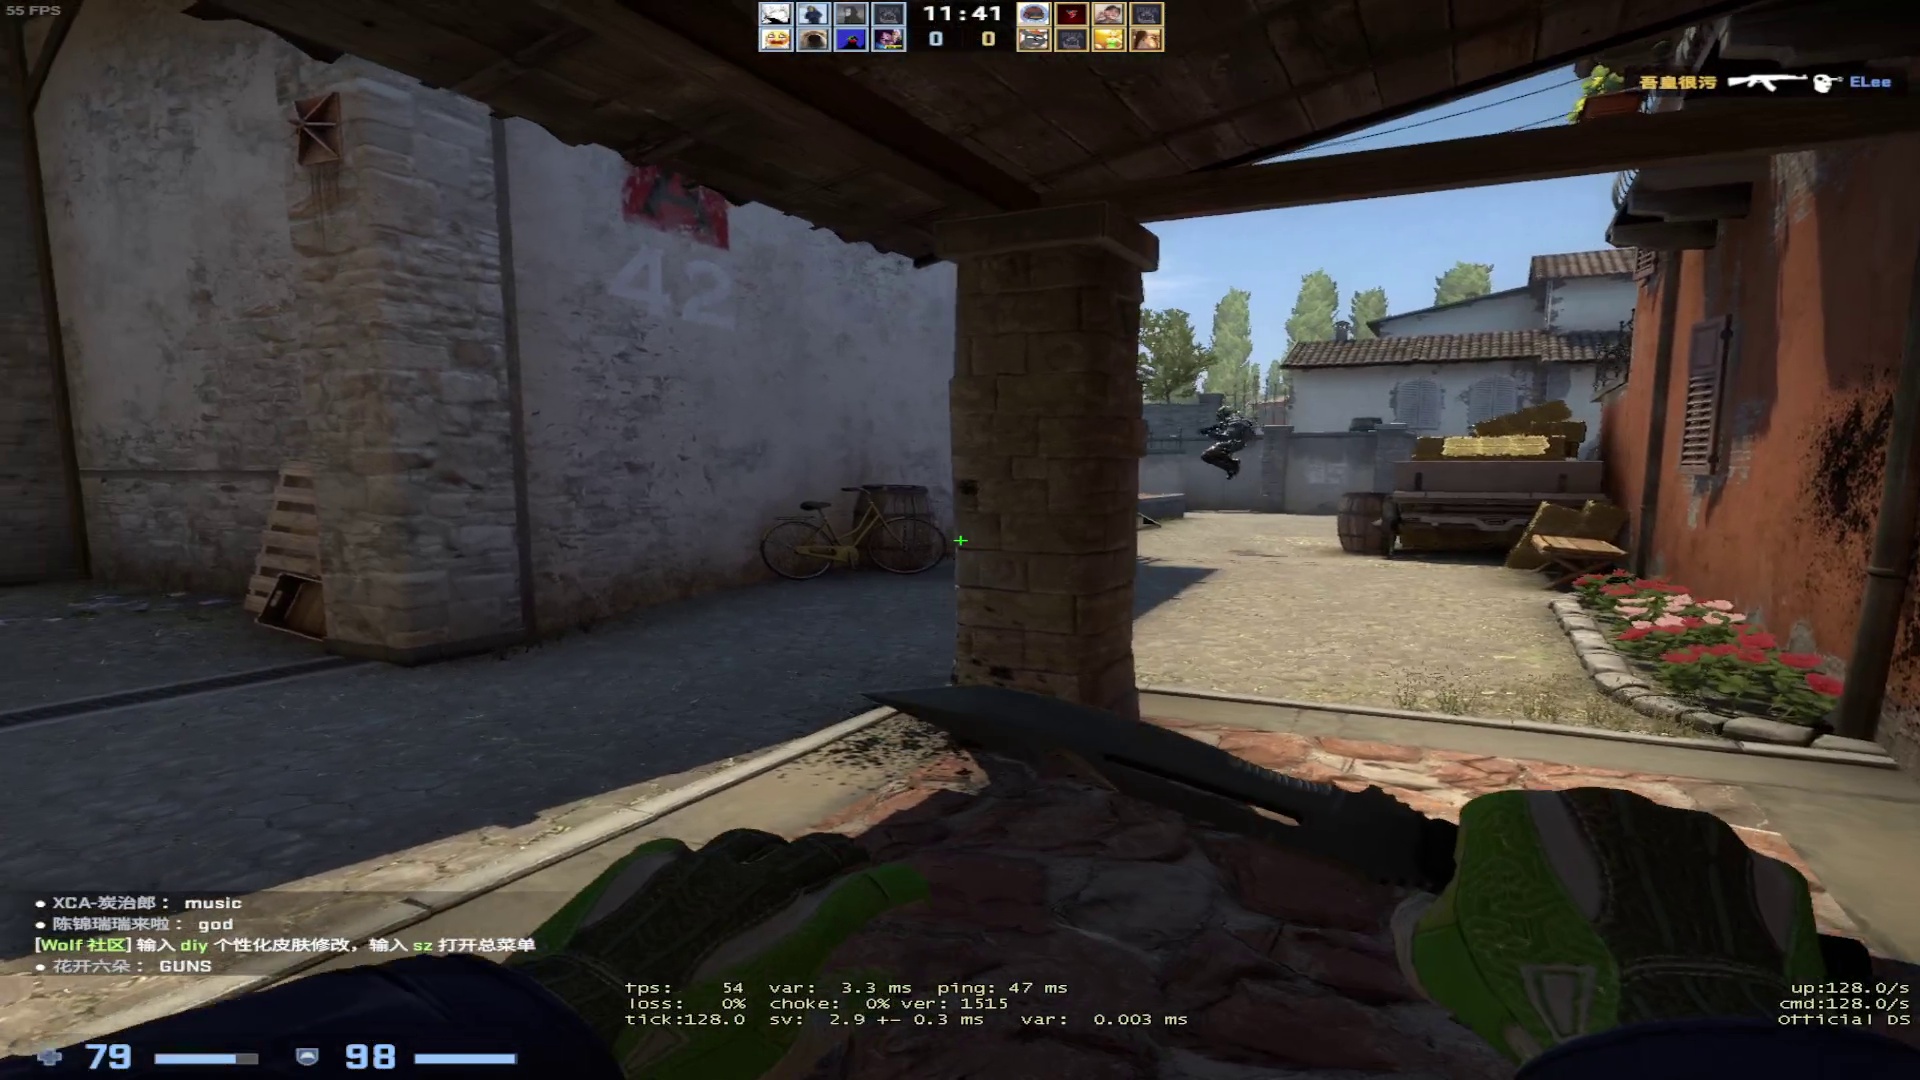 55 FPS
11:41
0 0
吾皇很污 ELee
42
XCA-炭治郎： music
陈锦瑞瑞来啦： god
[Wolf 社区] 输入 diy 个性化皮肤修改，输入 sz 打开总菜单
花开六朵： GUNS
fps: 54 var: 3.3 ms ping: 47 ms
loss: 0% choke: 0% ver: 1515
tick:128.0 sv: 2.9 +- 0.3 ms var: 0.003 ms
up:128.0/s
cmd:128.0/s
official DS
79 98